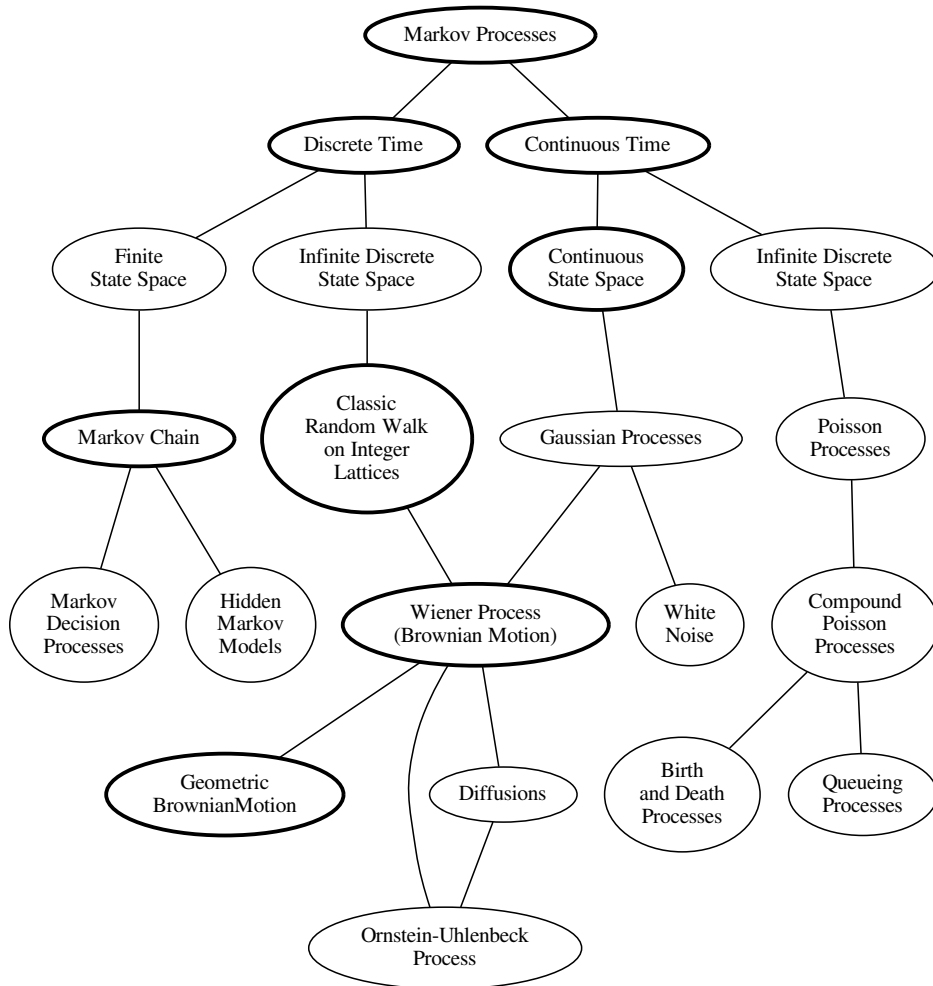 Markov Processes
Discrete Time
Continuous Time
Finite
State Space
Infinite Discrete
State Space
Continuous
State Space
Infinite Discrete
State Space
Markov Chain
Classic
Random Walk
on Integer
Lattices
Gaussian Processes
Poisson
Processes
Markov
Decision
Processes
Hidden
Markov
Models
Wiener Process
(Brownian Motion)
White
Noise
Compound
Poisson
Processes
Geometric
BrownianMotion
Diffusions
Birth
and Death
Processes
Queueing
Processes
Ornstein-Uhlenbeck
Process